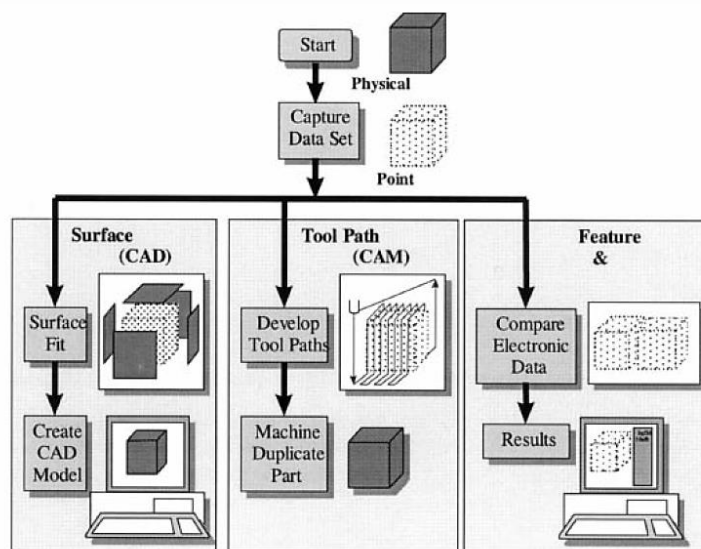 Start
Physical
Capture
Data Set
Point
Surface
(CAD)
Surface
Fit
Create
CAD
Model
Tool Path
(CAM)
Develop
Tool Paths
Machine
Duplicate
Part
Feature
&
Compare
Electronic
Data
Results